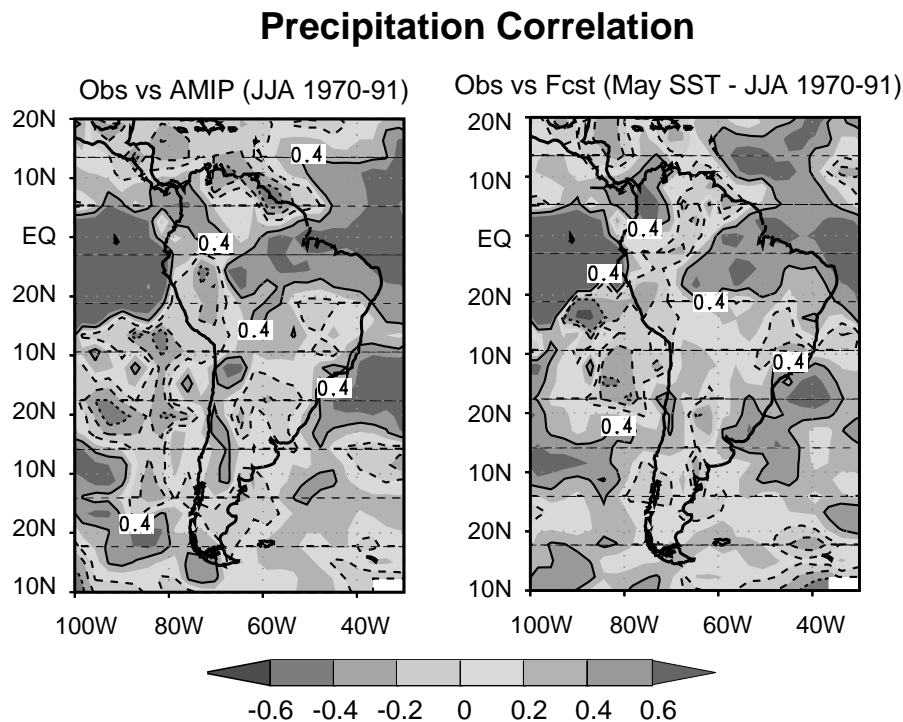 Precipitation Correlation
Obs vs AMIP (JJA 1970-91)
Obs vs Fcst (May SST - JJA 1970-91)
20N
10N
EQ
20N
10N
20N
10N
20N
10N
0.4
0.4
0.4
0.4
0.4
100W 80W 60W 40W
20N
10N
EQ
20N
10N
20N
10N
20N
10N
0.4
0.4
0.4
0.4
0.4
100W 80W 60W 40W
-0.6 -0.4 -0.2 0 0.2 0.4 0.6